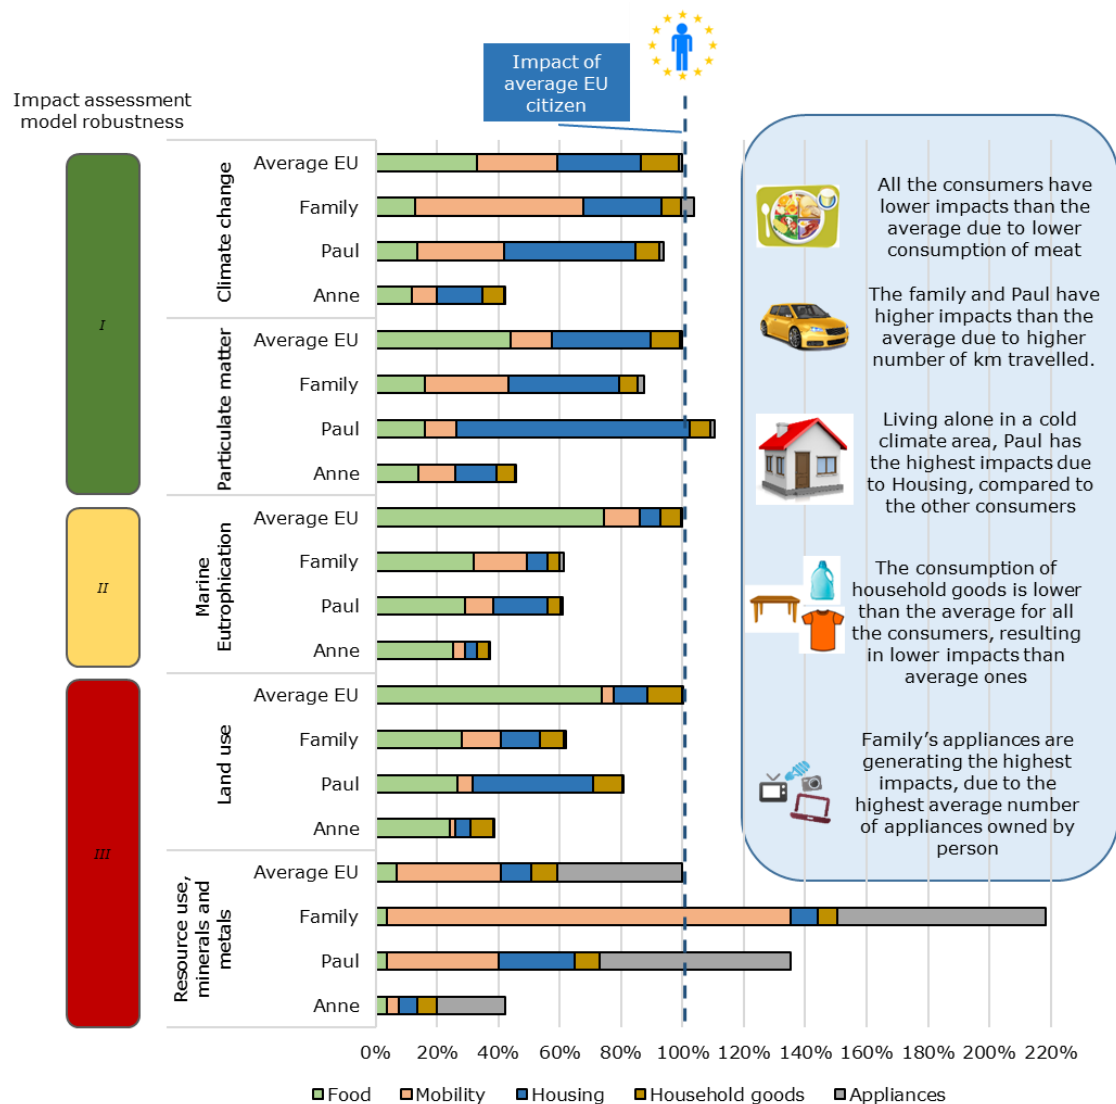 Impact of
average EU
citizen
Impact assessment
model robustness
I
II
III
Climate change
Average EU
Family
Paul
Anne
Particulate matter
Average EU
Family
Paul
Anne
Marine
Eutrophication
Average EU
Family
Paul
Anne
Land use
Average EU
Family
Paul
Anne
Resource use,
minerals and
metals
Average EU
Family
Paul
Anne
0% 20% 40% 60% 80% 100% 120% 140% 160% 180% 200% 220%
Food Mobility Housing Household goods Appliances
All the consumers have
lower impacts than the
average due to lower
consumption of meat
The family and Paul have
higher impacts than the
average due to higher
number of km travelled.
Living alone in a cold
climate area, Paul has
the highest impacts due
to Housing, compared to
the other consumers
The consumption of
household goods is lower
than the average for all
the consumers, resulting
in lower impacts than
average ones
Family's appliances are
generating the highest
impacts, due to the
highest average number
of appliances owned by
person